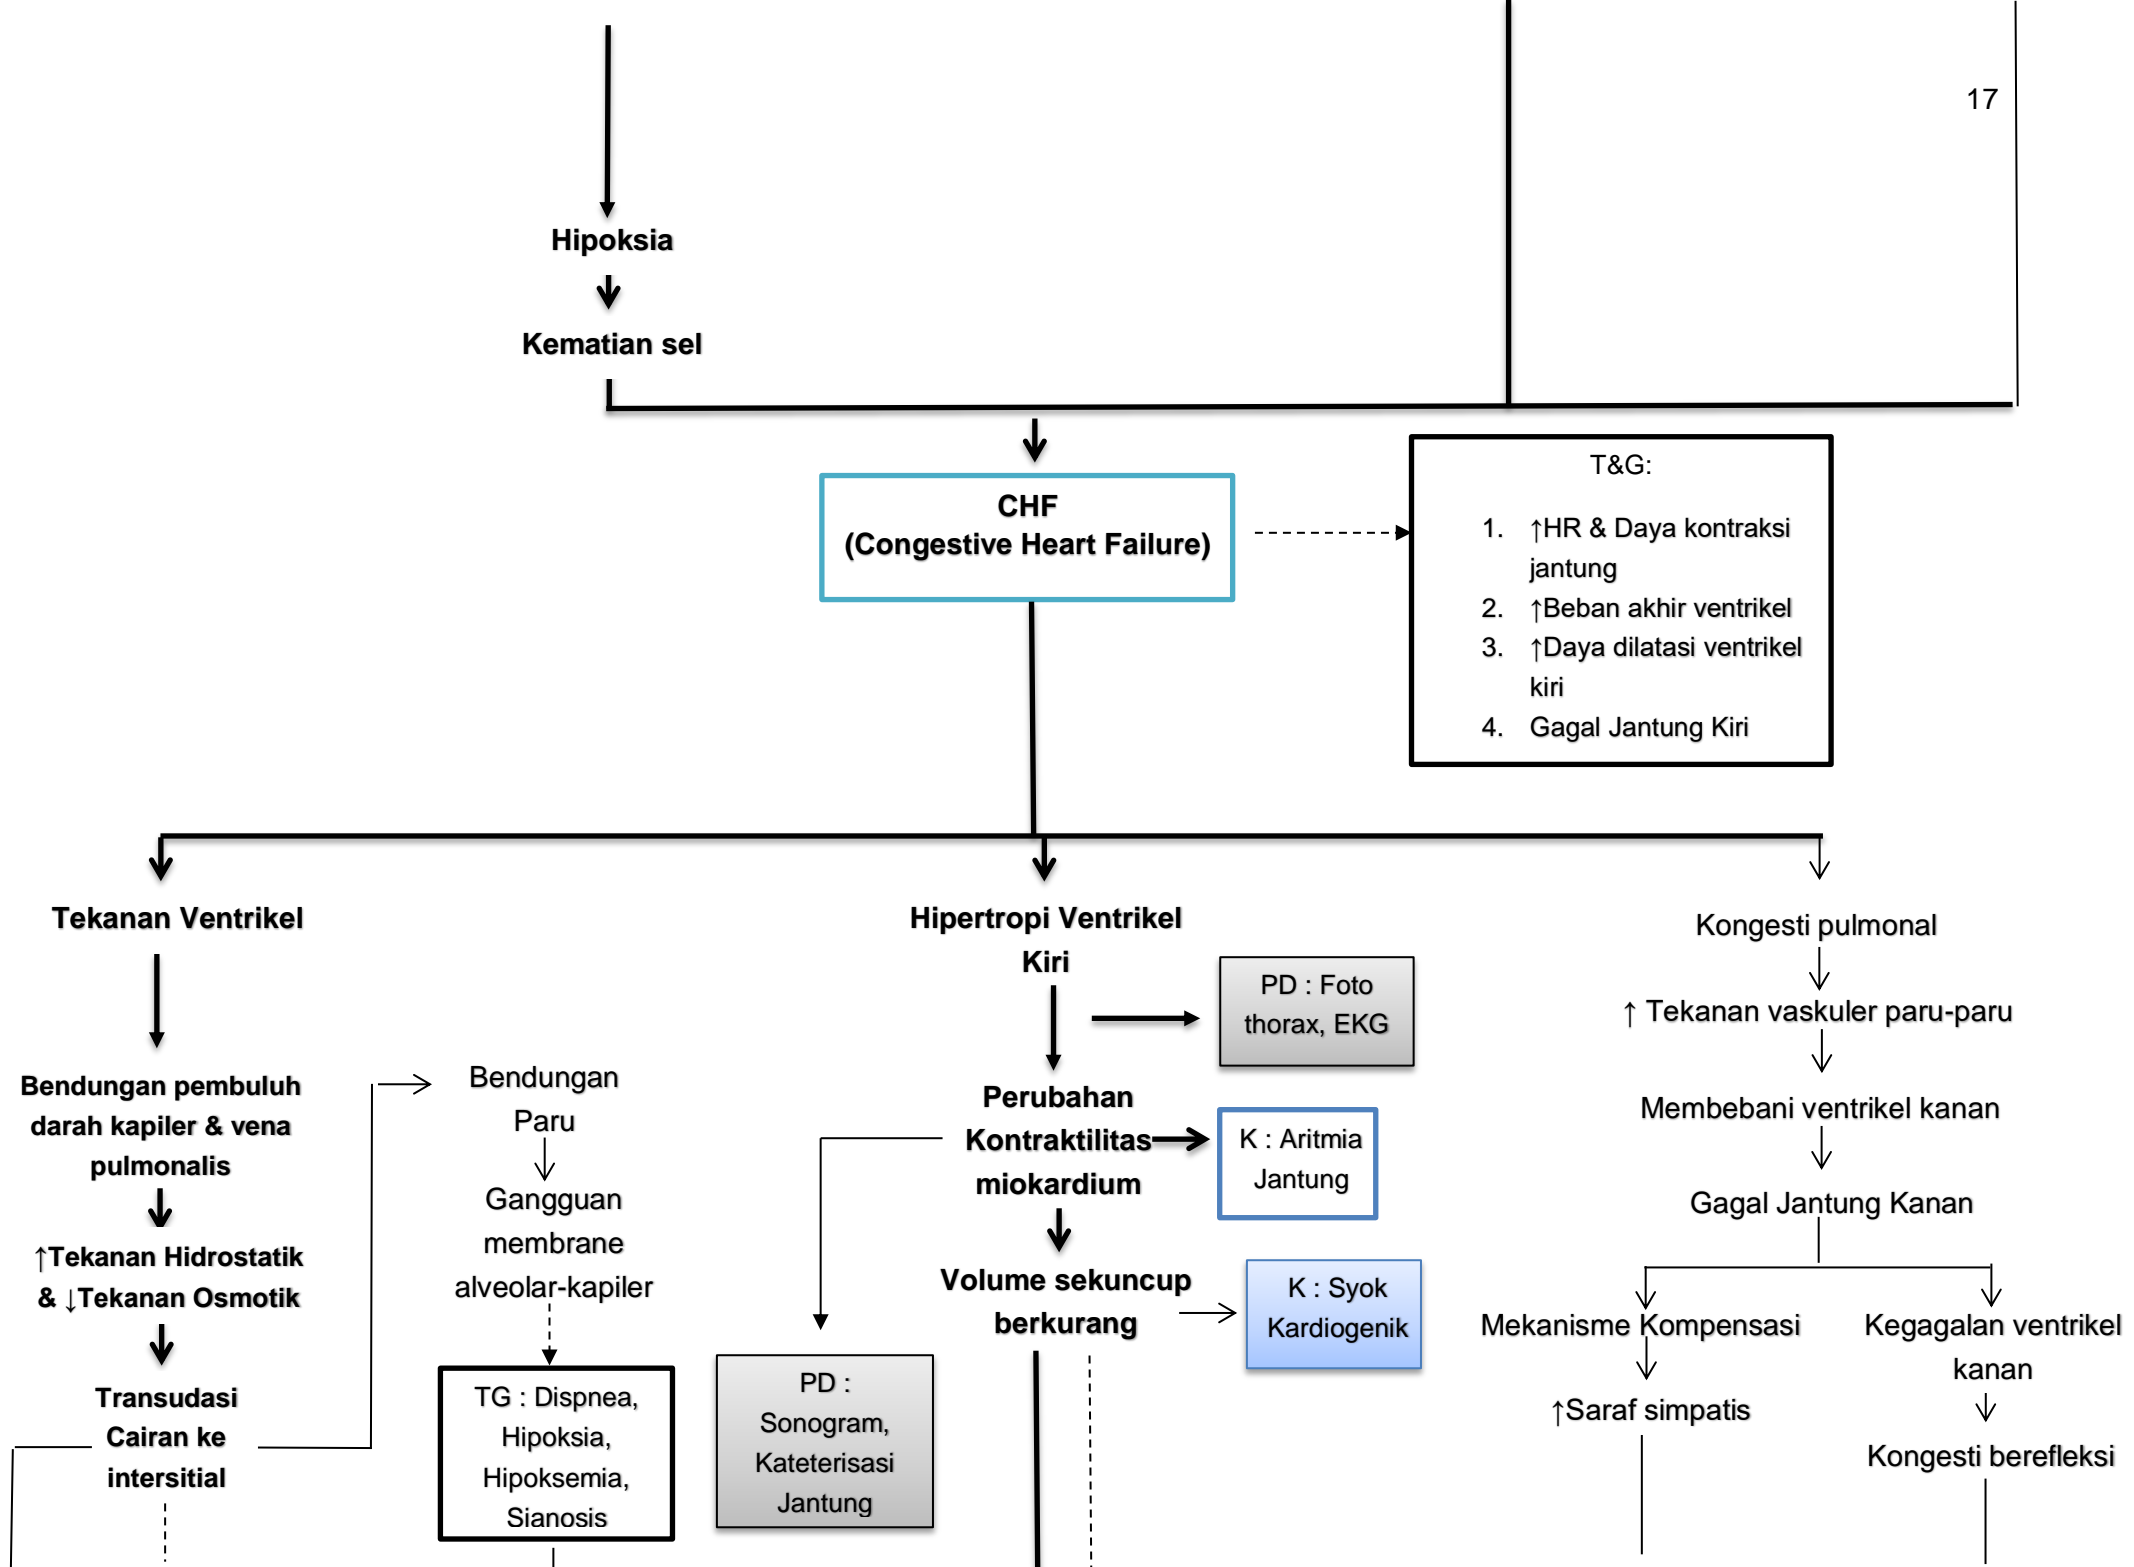 17
Hipoksia
Kematian sel
CHF
(Congestive Heart Failure)
T&G:
1. ↑HR & Daya kontraksi
jantung
2. ↑Beban akhir ventrikel
3. ↑Daya dilatasi ventrikel
kiri
4. Gagal Jantung Kiri
Tekanan Ventrikel
Bendungan pembuluh
darah kapiler & vena
pulmonalis
↑Tekanan Hidrostatik
& ↓Tekanan Osmotik
Transudasi
Cairan ke
intersitial
Bendungan
Paru
Gangguan
membrane
alveolar-kapiler
TG : Dispnea,
Hipoksia,
Hipoksemia,
Sianosis
Hipertropi Ventrikel
Kiri
PD : Foto
thorax, EKG
Perubahan
Kontraktilitas
miokardium
K : Aritmia
Jantung
Volume sekuncup
berkurang
K : Syok
Kardiogenik
PD :
Sonogram,
Kateterisasi
Jantung
Kongesti pulmonal
↑ Tekanan vaskuler paru-paru
Membebani ventrikel kanan
Gagal Jantung Kanan
Mekanisme Kompensasi
↑Saraf simpatis
Kegagalan ventrikel
kanan
Kongesti berefleksi